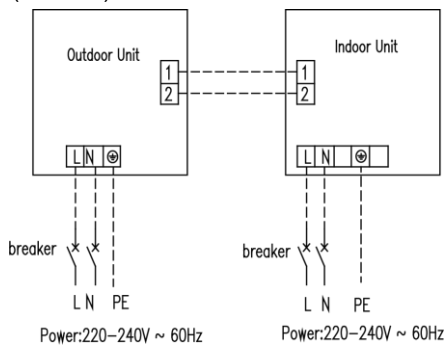 Outdoor Unit
1
2
L N
breaker
L N PE
Power:220-240V ~ 60Hz
Indoor Unit
1
2
L N
breaker
L N PE
Power:220-240V ~ 60Hz